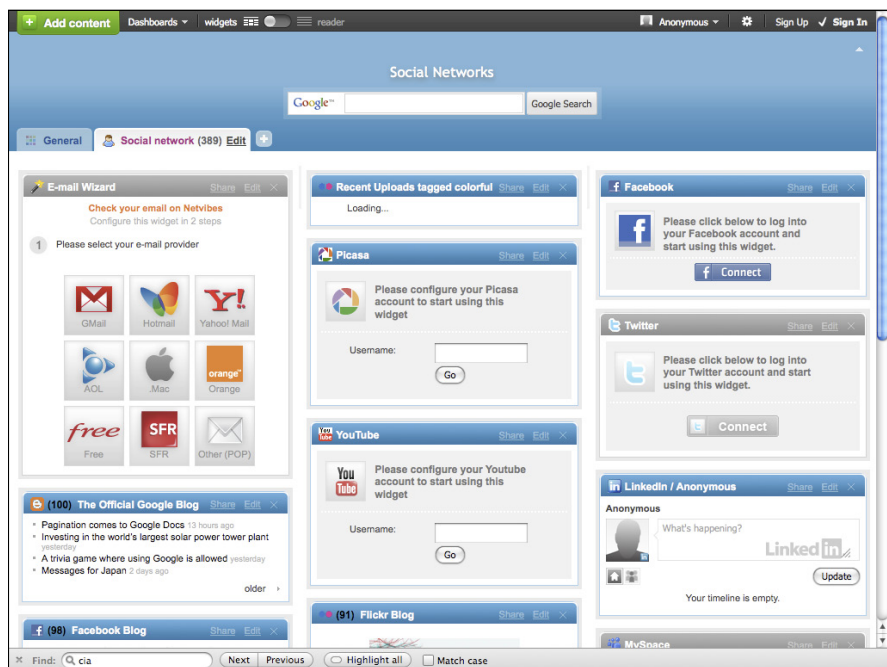 Add content Dashboards widgets reader Anonymous Sign Up Sign In
Social Networks
Google™ Google Search
General Social network (389) Edit
E-mail Wizard Share Edit
Check your email on Netvibes
Configure this widget in 2 steps
1 Please select your e-mail provider
GMail Hotmail Yahoo! Mail
AOL .Mac orange™ Orange
free Free SFR SFR Other (POP)
(100) The Official Google Blog Share Edit
Pagination comes to Google Docs 13 hours ago
Investing in the world's largest solar power tower plant
yesterday
A trivia game where using Google is allowed yesterday
Messages for Japan 2 days ago
older ›
(98) Facebook Blog Share Edit
Recent Uploads tagged colorful Share Edit
Loading...
Picasa Share Edit
Please configure your Picasa
account to start using this
widget
Username:
Go
YouTube Share Edit
You Tube
Please configure your Youtube
account to start using this
widget
Username:
Go
(91) Flickr Blog Share Edit
Facebook Share Edit
Please click below to log into
your Facebook account and
start using this widget.
Connect
Twitter Share Edit
Please click below to log into
your Twitter account and start
using this widget.
Connect
LinkedIn / Anonymous Share Edit
Anonymous
What's happening?
Linked in
Update
Your timeline is empty.
MySpace Share Edit
Find: cia Next Previous Highlight all Match case